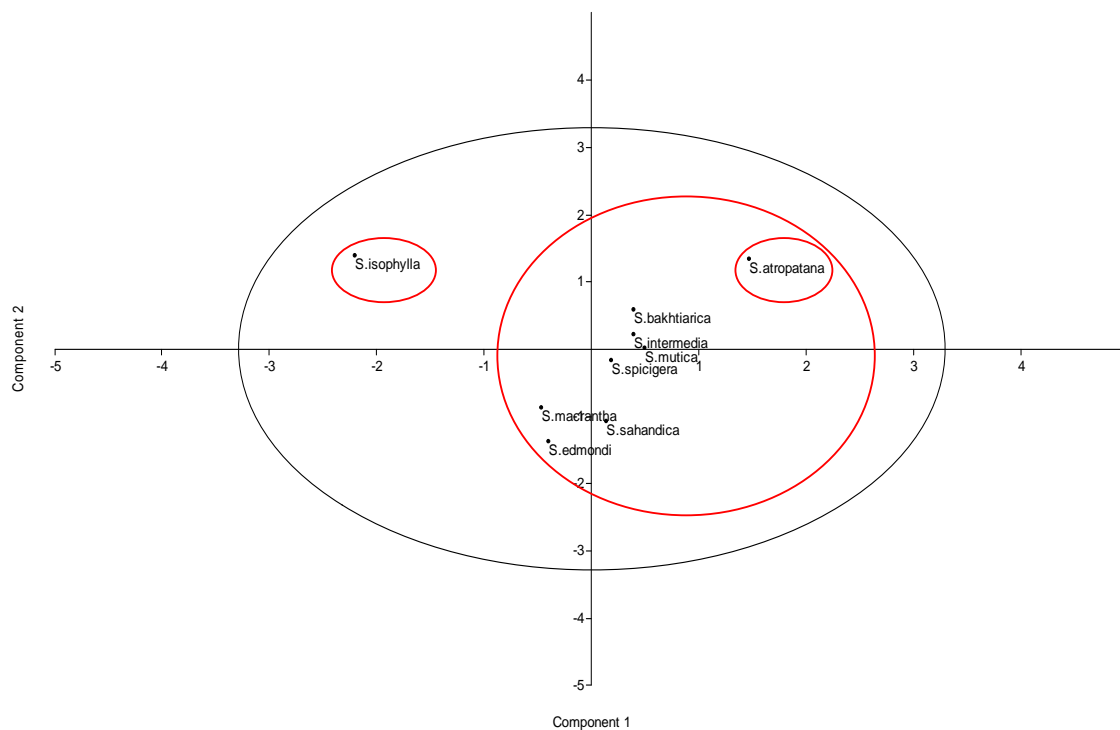 4
3
2
S.isophylla
S.atropatana
1
S.bakhtiarica
S.intermedia
S.mutica
-5 -4 -3 -2 -1 1 2 3 4
S.spicigera
S.macrantha
-1
S.sahandica
S.edmondi
-2
-3
-4
-5
Component 2
Component 1